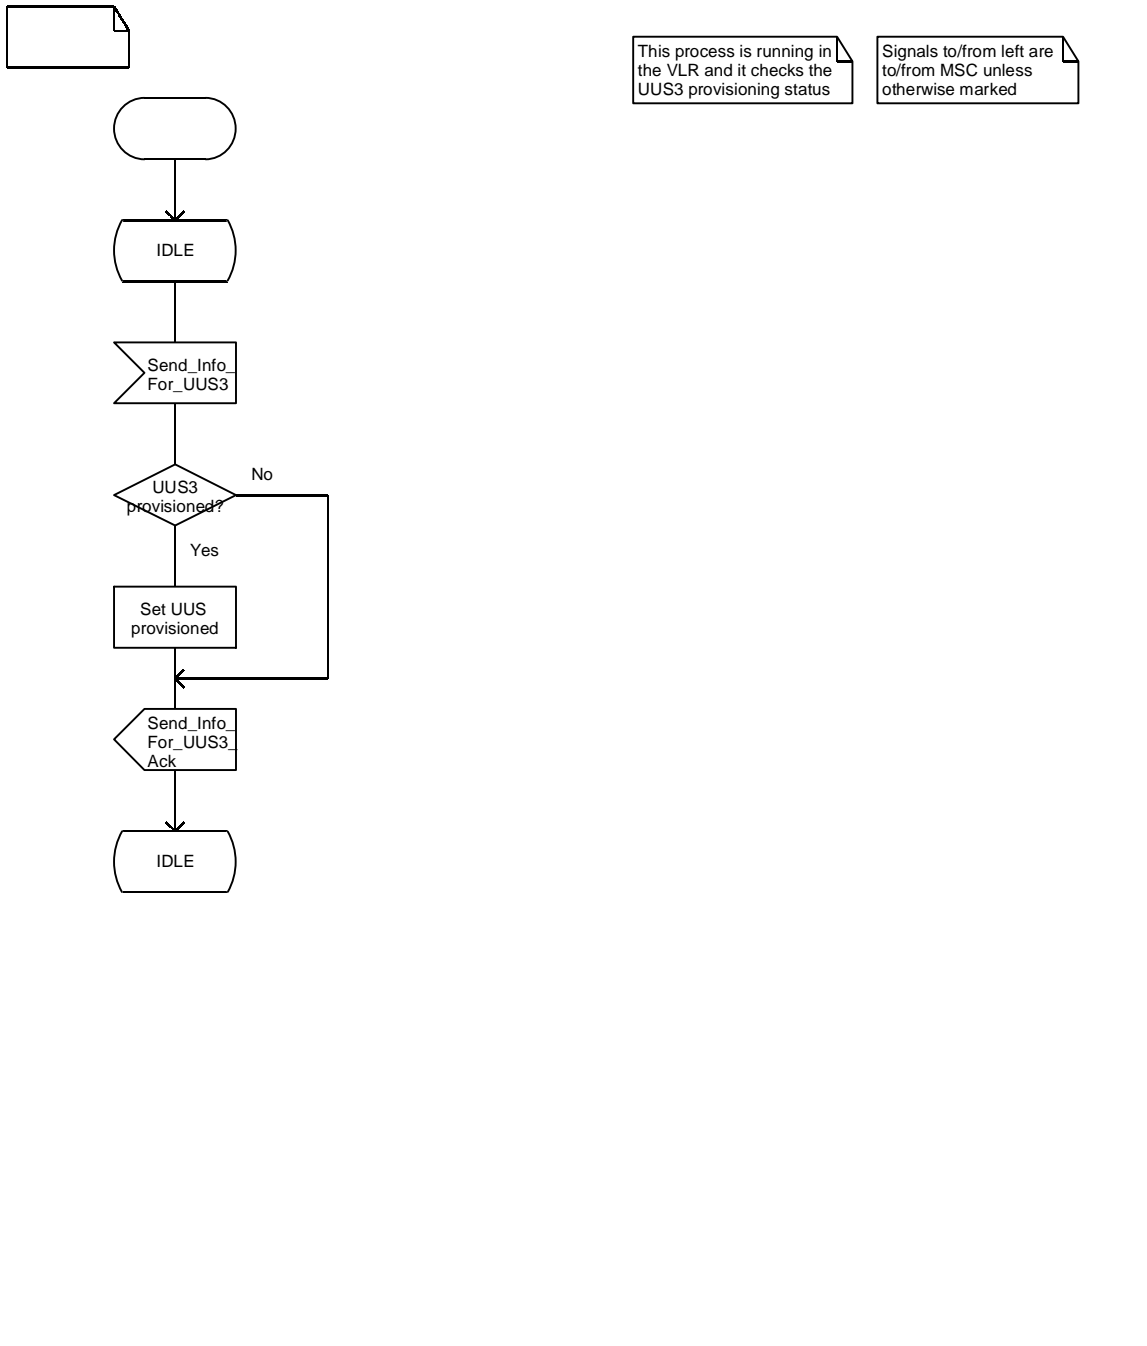 This process is running in
the VLR and it checks the
UUS3 provisioning status
Signals to/from left are
to/from MSC unless
otherwise marked
IDLE
Send_Info_
For_UUS3
No
UUS3
provisioned?
Yes
Set UUS
provisioned
Send_Info_
For_UUS3_
Ack
IDLE